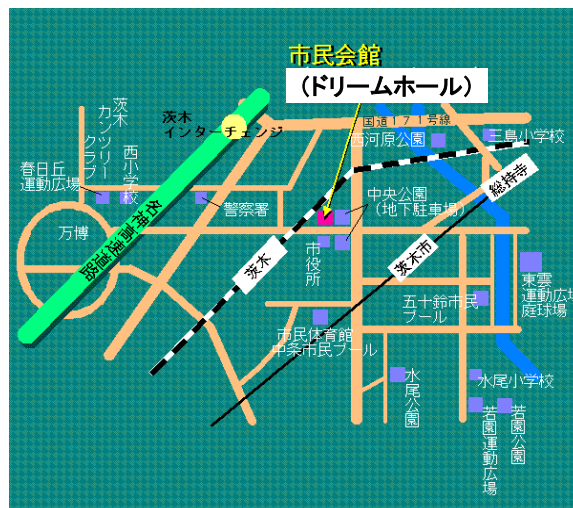 市民会館
(ドリームホール)
茨木
インターチェンジ
国道171号線
西河原公園
三島小学校
茨木
カンツリー
クラブ
西小学校
春日丘
運動広場
警察署
中央公園
(地下駐車場)
総持寺
万博
名神高速道路
茨木
市役所
茨木市
東雲
運動広場
庭球場
五十鈴市民
プール
市民体育館
中条市民プール
水尾公園
水尾小学校
若園運動広場
若園公園